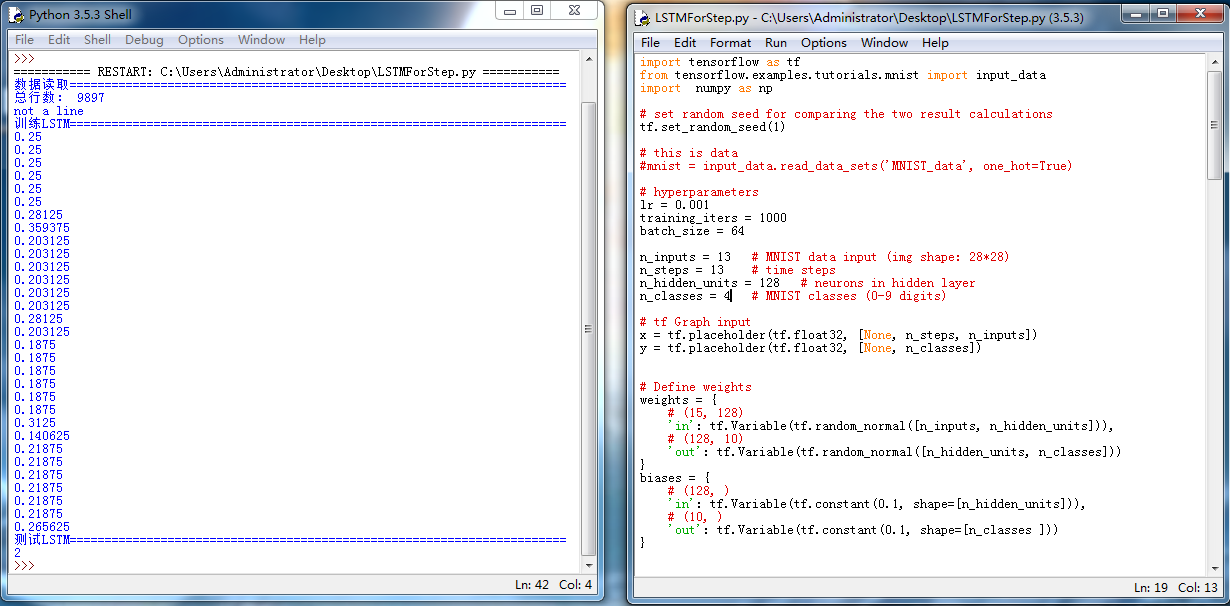 Python 3.5.3 Shell
File Edit Shell Debug Options Window Help
>>>
=========== RESTART: C:\Users\Administrator\Desktop\LSTMForStep.py ===========
数据读取=======================================================================
总行数： 9897
not a line
训练LSTM=======================================================================
0.25
0.25
0.25
0.25
0.25
0.25
0.28125
0.359375
0.203125
0.203125
0.203125
0.203125
0.203125
0.203125
0.28125
0.203125
0.1875
0.1875
0.1875
0.1875
0.1875
0.1875
0.3125
0.140625
0.21875
0.21875
0.21875
0.21875
0.21875
0.21875
0.265625
测试LSTM=======================================================================
2
>>>
Ln: 42 Col: 4
LSTMForStep.py - C:\Users\Administrator\Desktop\LSTMForStep.py (3.5.3)
File Edit Format Run Options Window Help
import tensorflow as tf
from tensorflow.examples.tutorials.mnist import input_data
import  numpy as np
# set random seed for comparing the two result calculations
tf.set_random_seed(1)
# this is data
#mnist = input_data.read_data_sets('MNIST_data', one_hot=True)
# hyperparameters
lr = 0.001
training_iters = 1000
batch_size = 64
n_inputs = 13   # MNIST data input (img shape: 28*28)
n_steps = 13    # time steps
n_hidden_units = 128   # neurons in hidden layer
n_classes = 4   # MNIST classes (0-9 digits)
# tf Graph input
x = tf.placeholder(tf.float32, [None, n_steps, n_inputs])
y = tf.placeholder(tf.float32, [None, n_classes])
# Define weights
weights = {
    # (15, 128)
    'in': tf.Variable(tf.random_normal([n_inputs, n_hidden_units])),
    # (128, 10)
    'out': tf.Variable(tf.random_normal([n_hidden_units, n_classes]))
}
biases = {
    # (128, )
    'in': tf.Variable(tf.constant(0.1, shape=[n_hidden_units])),
    # (10, )
    'out': tf.Variable(tf.constant(0.1, shape=[n_classes ]))
}
Ln: 19 Col: 13